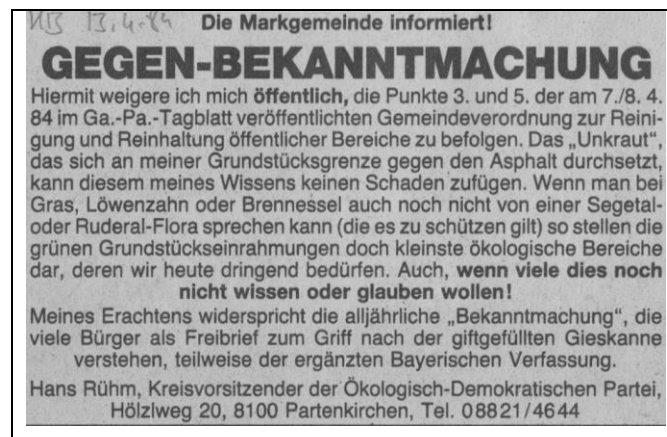 13.4.84 Die Markgemeinde informiert!
GEGEN-BEKANNTMACHUNG
Hiermit weigere ich mich öffentlich, die Punkte 3. und 5. der am 7./8. 4.
84 im Ga.-Pa.-Tagblatt veröffentlichten Gemeindeverordnung zur Reini-
gung und Reinhaltung öffentlicher Bereiche zu befolgen. Das „Unkraut“,
das sich an meiner Grundstücksgrenze gegen den Asphalt durchsetzt,
kann diesem meines Wissens keinen Schaden zufügen. Wenn man bei
Gras, Löwenzahn oder Brennessel auch noch nicht von einer Segetal-
oder Ruderal-Flora sprechen kann (die es zu schützen gilt) so stellen die
grünen Grundstückseinrahmungen doch kleinste ökologische Bereiche
dar, deren wir heute dringend bedürfen. Auch, wenn viele dies noch
nicht wissen oder glauben wollen!
Meines Erachtens widerspricht die alljährliche „Bekanntmachung“, die
viele Bürger als Freibrief zum Griff nach der giftgefüllten Gieskanne
verstehen, teilweise der ergänzten Bayerischen Verfassung.
Hans Rühm, Kreisvorsitzender der Ökologisch-Demokratischen Partei,
Hölzlweg 20, 8100 Partenkirchen, Tel. 08821/4644